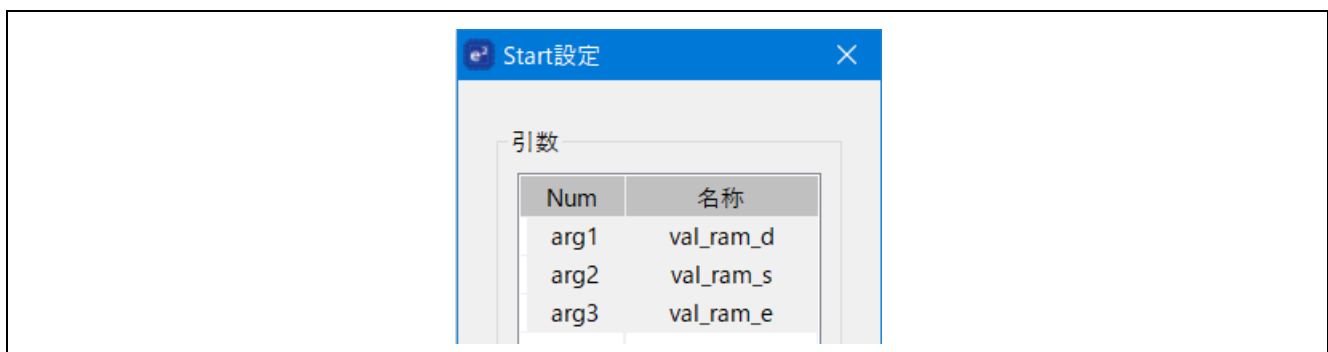 e² Start設定
引数
Num 名称
arg1 val_ram_d
arg2 val_ram_s
arg3 val_ram_e